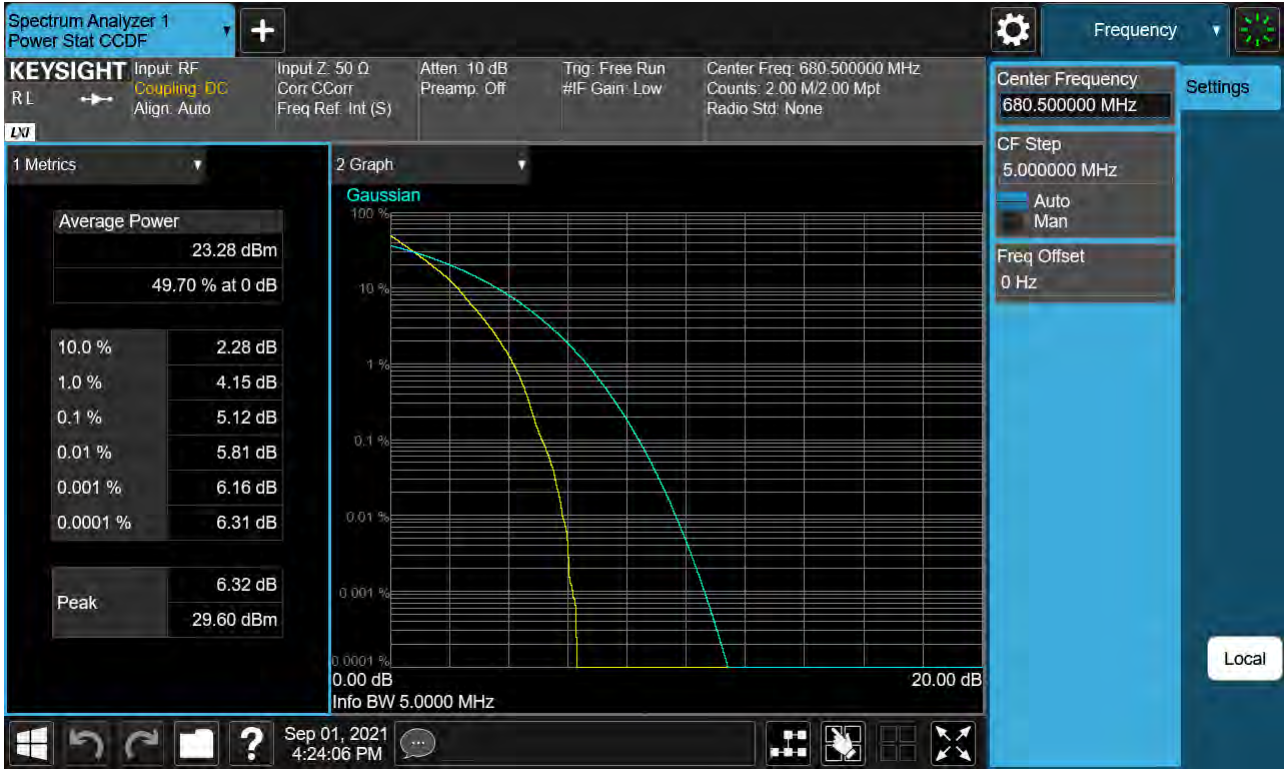 Spectrum Analyzer 1
Power Stat CCDF
Frequency
KEYSIGHT
R L
LXI
Input: RF
Coupling: DC
Align: Auto
Input Z: 50 Ω
Corr CCorr
Freq Ref: Int (S)
Atten: 10 dB
Preamp: Off
Trig: Free Run
#IF Gain: Low
Center Freq: 680.500000 MHz
Counts: 2.00 M/2.00 Mpt
Radio Std: None
Center Frequency
680.500000 MHz
Settings
CF Step
5.000000 MHz
Auto
Man
Freq Offset
0 Hz
Local
1 Metrics
Average Power
23.28 dBm
49.70 % at 0 dB
10.0 % 2.28 dB
1.0 % 4.15 dB
0.1 % 5.12 dB
0.01 % 5.81 dB
0.001 % 6.16 dB
0.0001 % 6.31 dB
Peak
6.32 dB
29.60 dBm
2 Graph
Gaussian
100 %
10 %
1 %
0.1 %
0.01 %
0.001 %
0.0001 %
0.00 dB
20.00 dB
Info BW 5.0000 MHz
?
Sep 01, 2021
4:24:06 PM